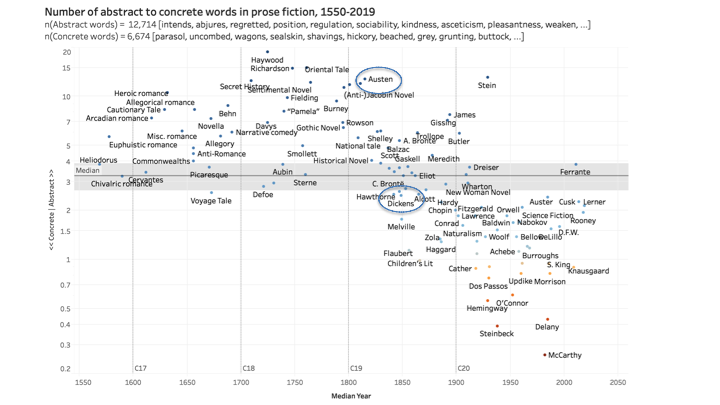 Number of abstract to concrete words in prose fiction, 1550-2019
n(Abstract words) = 12,714 [intends, abjures, regretted, position, regulation, sociability, kindness, asceticism, pleasantness, weaken, ...]
n(Concrete words) = 6,674 [parasol, uncombed, wagons, sealskin, shavings, hickory, beached, grey, grunting, buttock, ...]
<< Concrete | Abstract >>
20
Haywood
15
Richardson
Oriental Tale
Austen
Secret History
Sentimental Novel
Stein
Heroic romance
10
Fielding
(Anti-)Jacobin Novel
Allegorical romance
Cautionary Tale
Behn
"Pamela"
Burney
James
Arcadian romance
7
Novella
Davys
Gothic Novel
Rowson
Gissing
Misc. romance
Narrative comedy
Shelley
Trollope
5
Euphuistic romance
Allegory
National tale
A. Brontë
Butler
Anti-Romance
Smollett
Balzac
4
Heliodorus
Commonwealths
Historical Novel
Scott
Gaskell
Meredith
Median
Picaresque
Aubin
Dreiser
Ferrante
Cervantes
Eliot
3
Chivalric romance
Sterne
C. Brontë
Wharton
New Woman Novel
Voyage Tale
Defoe
Hawthorne
Alcott
Dickens
Hardy
Auster
Cusk
Lerner
2
Chopin
Fitzgerald
Orwell
Lawrence
Science Fiction
Rooney
Melville
Conrad
Baldwin
Nabokov
1.5
Zola
Naturalism
Woolf
Bellow
DeLillo
D.F.W.
Flaubert
Haggard
Achebe
Burroughs
1
Children's Lit
Cather
S. King
Knausgaard
0.7
Dos Passos
Updike
Morrison
0.5
Hemingway
O'Connor
0.4
Steinbeck
Delany
0.3
McCarthy
0.2
C17
C18
C19
C20
1550
1600
1650
1700
1750
1800
1850
1900
1950
2000
2050
Median Year